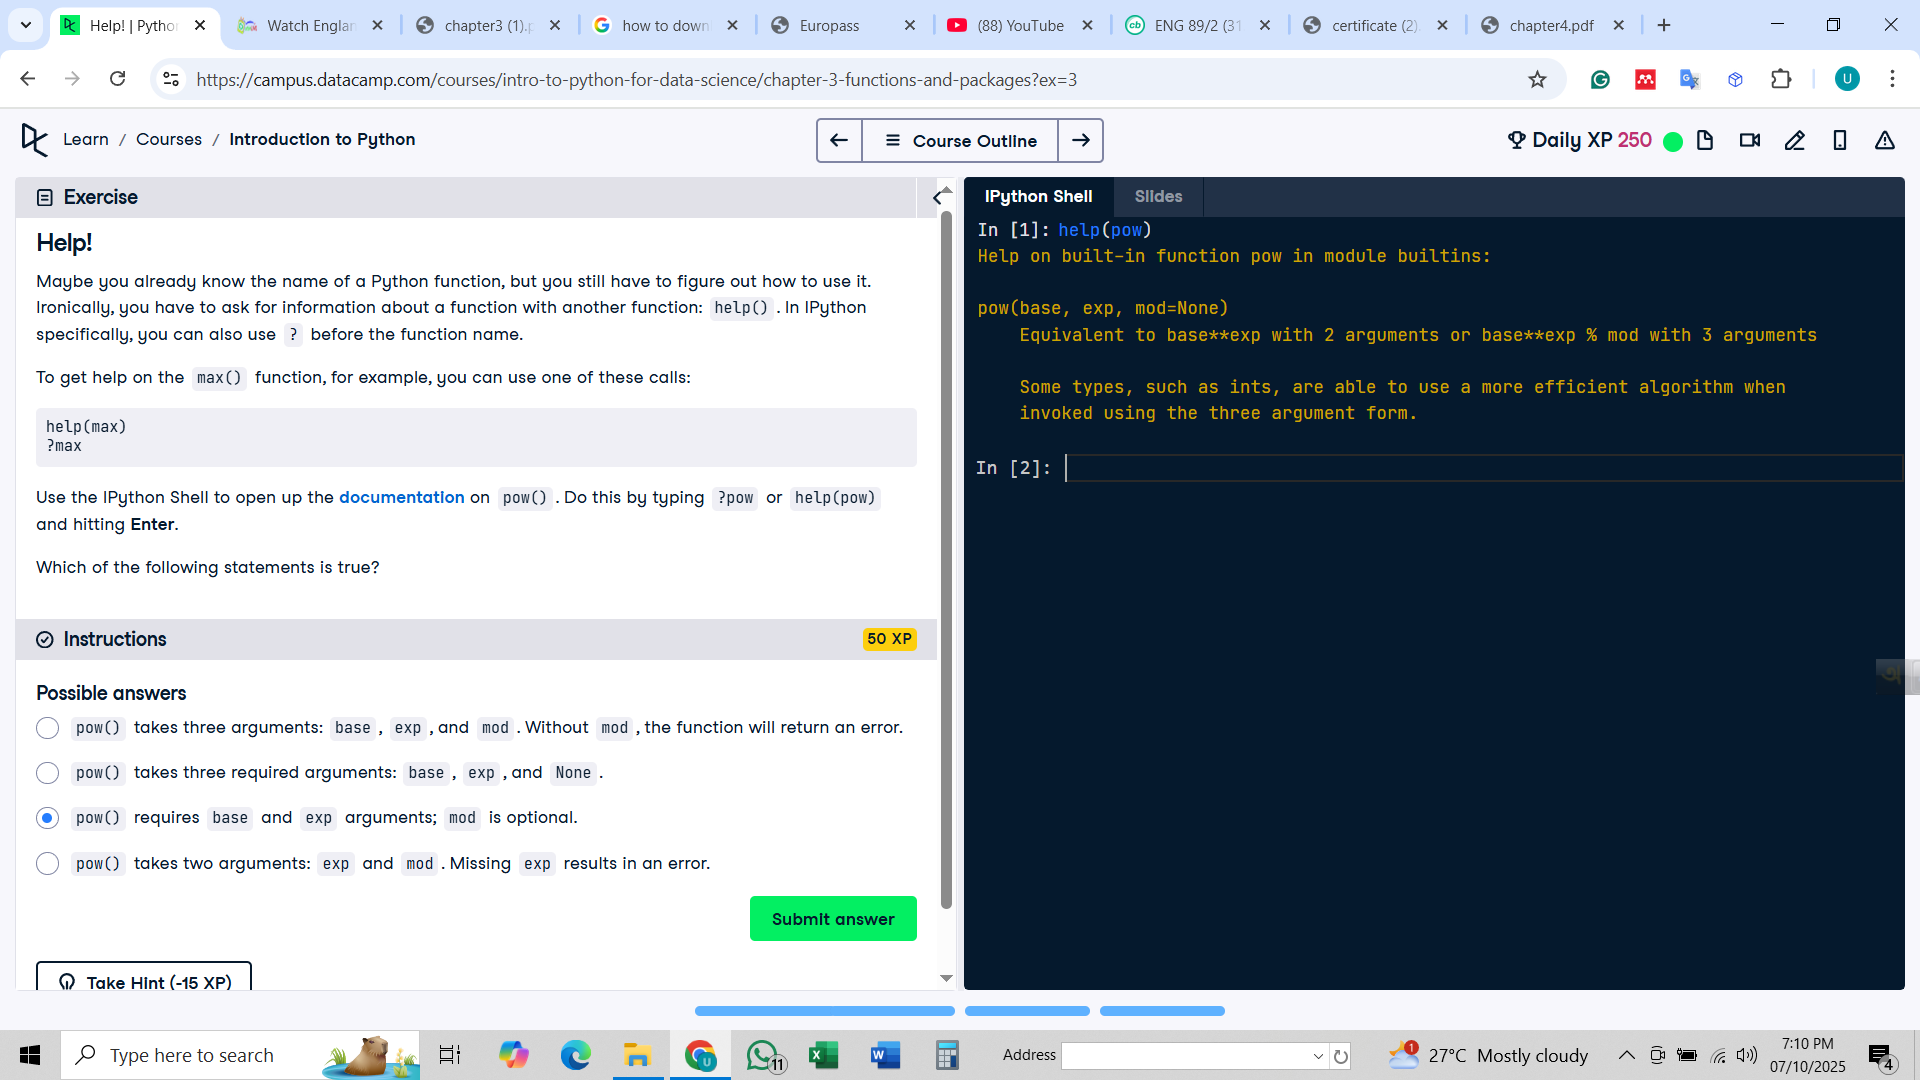 Help! | Python
Watch Englan
chapter3 (1).p
how to down
Europass
(88) YouTube
ENG 89/2 (31
certificate (2).
chapter4.pdf
https://campus.datacamp.com/courses/intro-to-python-for-data-science/chapter-3-functions-and-packages?ex=3
U
Learn / Courses / Introduction to Python
Course Outline
Daily XP 250
Exercise
Help!
Maybe you already know the name of a Python function, but you still have to figure out how to use it.
Ironically, you have to ask for information about a function with another function: help() . In IPython
specifically, you can also use ? before the function name.
To get help on the max() function, for example, you can use one of these calls:
help(max)
?max
Use the IPython Shell to open up the documentation on pow() . Do this by typing ?pow or help(pow)
and hitting Enter.
Which of the following statements is true?
Instructions
50 XP
Possible answers
pow() takes three arguments: base , exp , and mod . Without mod , the function will return an error.
pow() takes three required arguments: base , exp , and None .
pow() requires base and exp arguments; mod is optional.
pow() takes two arguments: exp and mod . Missing exp results in an error.
Submit answer
Take Hint (-15 XP)
IPython Shell
Slides
In [1]: help(pow)
Help on built-in function pow in module builtins:
pow(base, exp, mod=None)
Equivalent to base**exp with 2 arguments or base**exp % mod with 3 arguments
Some types, such as ints, are able to use a more efficient algorithm when
invoked using the three argument form.
In [2]:
অ
Type here to search
11
Address
1
27°C Mostly cloudy
7:10 PM
07/10/2025
4